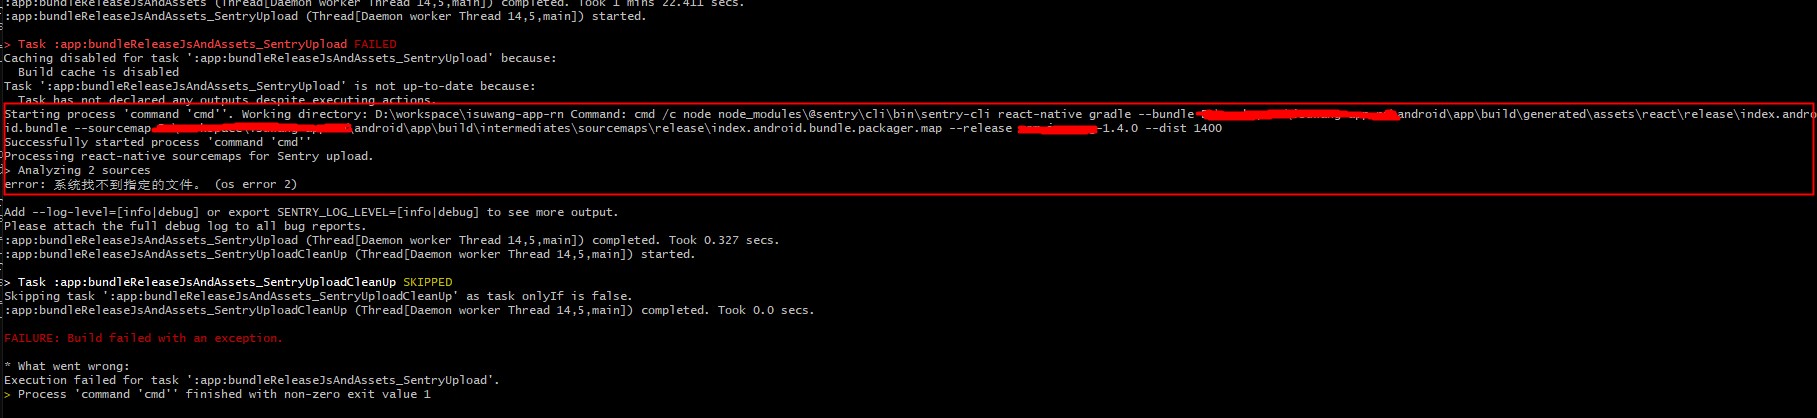 :app:bundleReleaseJsAndAssets (Thread[Daemon worker Thread 14,5,main]) completed. Took 1 mins 22.411 secs.
:app:bundleReleaseJsAndAssets_SentryUpload (Thread[Daemon worker Thread 14,5,main]) started.
> Task :app:bundleReleaseJsAndAssets_SentryUpload FAILED
Caching disabled for task ':app:bundleReleaseJsAndAssets_SentryUpload' because:
Build cache is disabled
Task ':app:bundleReleaseJsAndAssets_SentryUpload' is not up-to-date because:
Task has not declared any outputs despite executing actions.
Starting process 'command 'cmd''. Working directory: D:\workspace\isuwang-app-rn Command: cmd /c node node_modules\@sentry\cli\bin\sentry-cli react-native gradle --bundle android\app\build\generated\assets\react\release\index.andro
id.bundle --sourcemap \android\app\build\intermediates\sourcemaps\release\index.android.bundle.packager.map --release -1.4.0 --dist 1400
Successfully started process 'command 'cmd''
Processing react-native sourcemaps for Sentry upload.
> Analyzing 2 sources
error: 系统找不到指定的文件。 (os error 2)
Add --log-level=[info|debug] or export SENTRY_LOG_LEVEL=[info|debug] to see more output.
Please attach the full debug log to all bug reports.
:app:bundleReleaseJsAndAssets_SentryUpload (Thread[Daemon worker Thread 14,5,main]) completed. Took 0.327 secs.
:app:bundleReleaseJsAndAssets_SentryUploadCleanUp (Thread[Daemon worker Thread 14,5,main]) started.
> Task :app:bundleReleaseJsAndAssets_SentryUploadCleanUp SKIPPED
Skipping task ':app:bundleReleaseJsAndAssets_SentryUploadCleanUp' as task onlyIf is false.
:app:bundleReleaseJsAndAssets_SentryUploadCleanUp (Thread[Daemon worker Thread 14,5,main]) completed. Took 0.0 secs.
FAILURE: Build failed with an exception.
* What went wrong:
Execution failed for task ':app:bundleReleaseJsAndAssets_SentryUpload'.
> Process 'command 'cmd'' finished with non-zero exit value 1